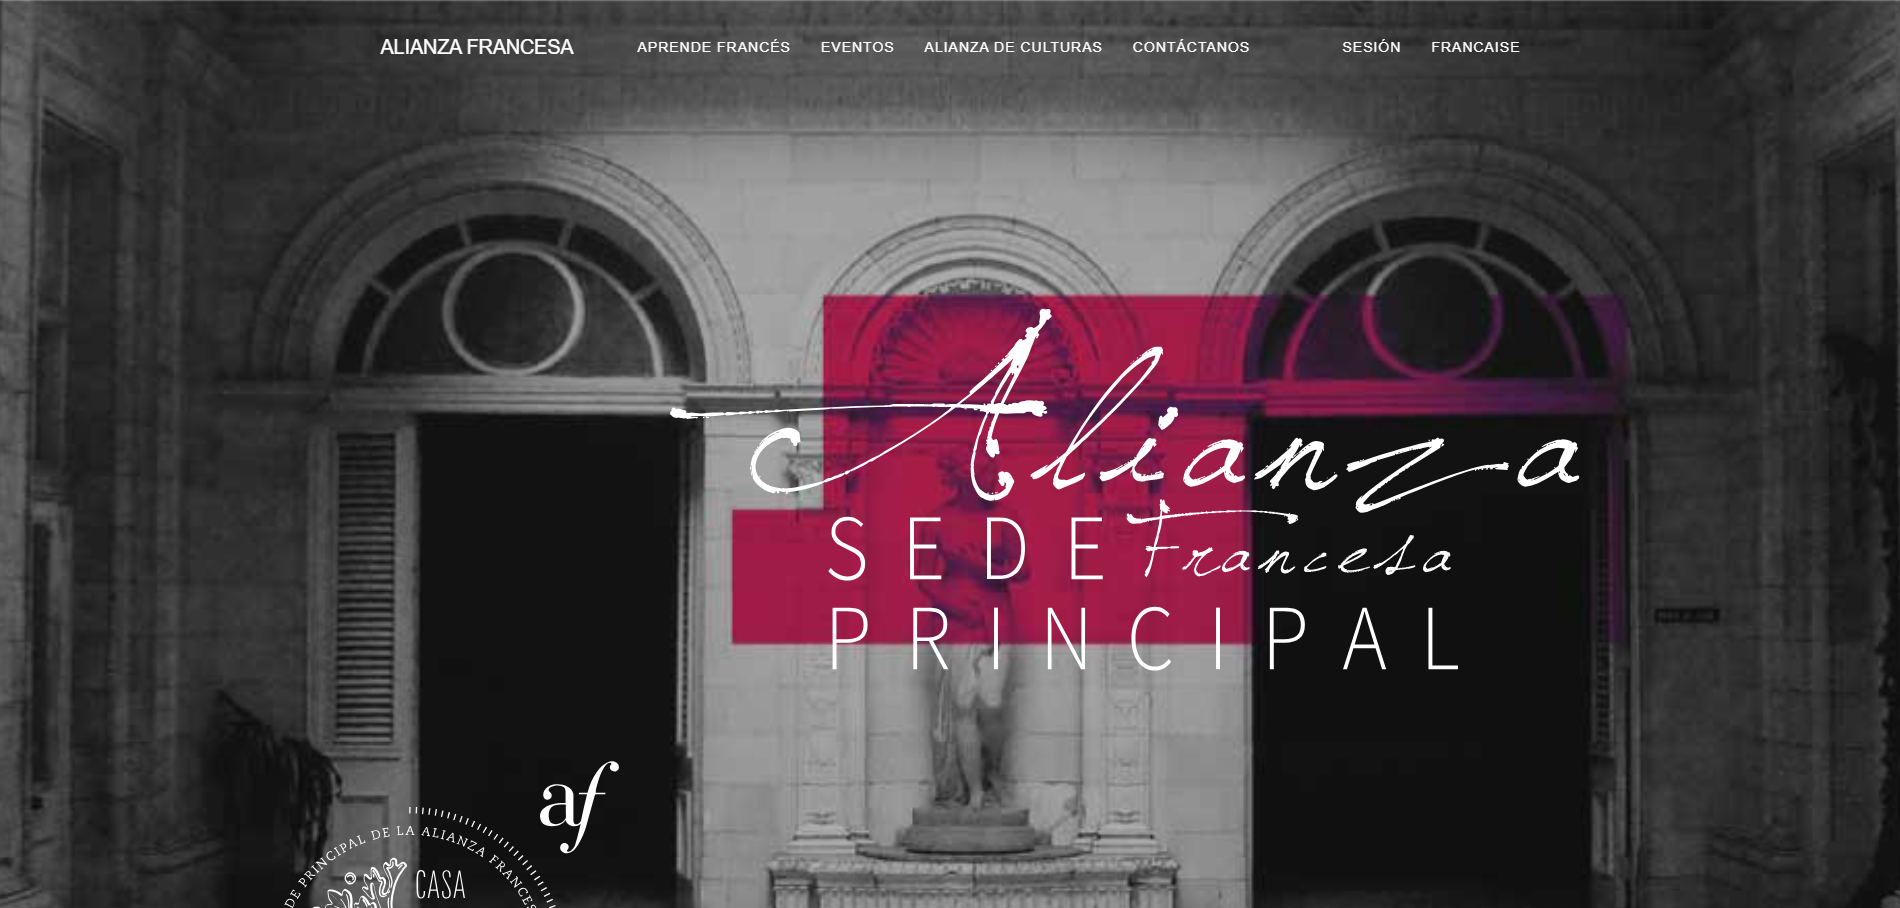 ALIANZA FRANCESA APRENDE FRANCÉS EVENTOS ALIANZA DE CULTURAS CONTÁCTANOS SESIÓN FRANCAISE
Alianza
SEDE Francesa
PRINCIPAL
af
DE PRINCIPAL DE LA ALIANZA FRANCES
CASA